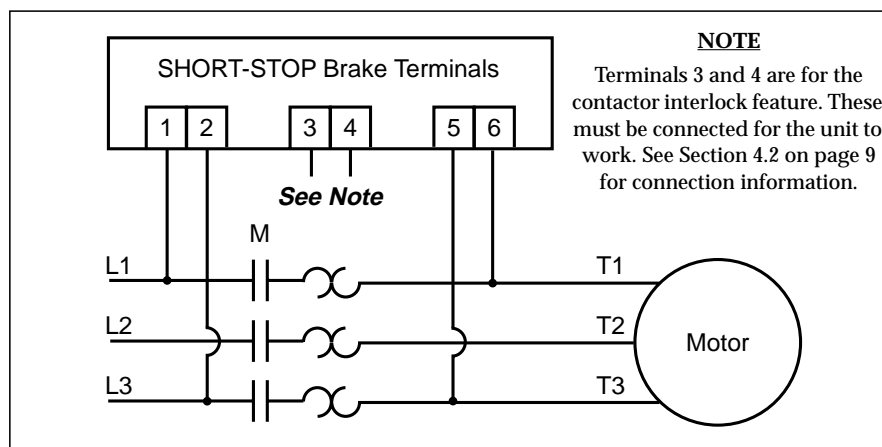 SHORT-STOP Brake Terminals
1 2 3 4 5 6
See Note
NOTE
Terminals 3 and 4 are for the
contactor interlock feature. These
must be connected for the unit to
work. See Section 4.2 on page 9
for connection information.
M
L1 T1
L2 T2
Motor
L3 T3